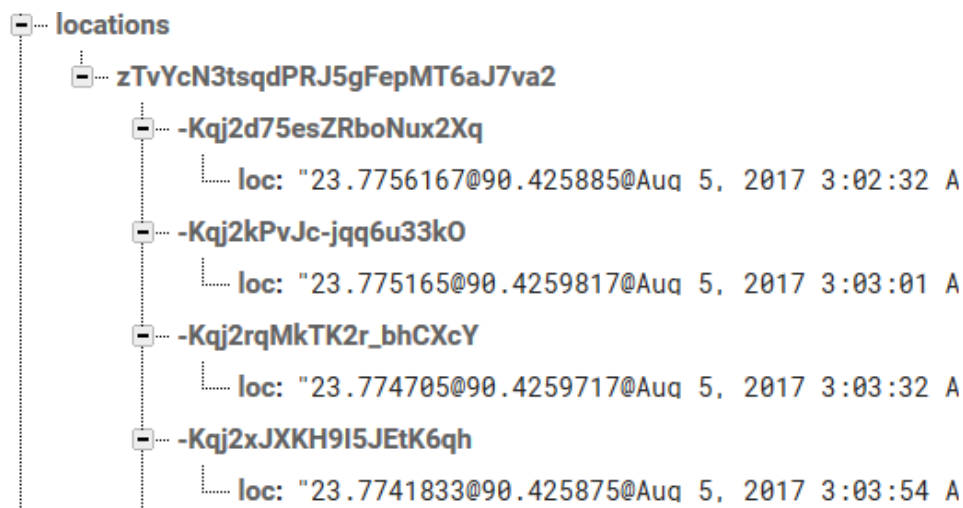 locations
zTvYcN3tsqdPRJ5gFepMT6aJ7va2
-Kqj2d75esZRboNux2Xq
loc: "23.7756167@90.425885@Aug 5, 2017 3:02:32 A
-Kqj2kPvJc-jqq6u33kO
loc: "23.775165@90.4259817@Aug 5, 2017 3:03:01 A
-Kqj2rqMkTK2r_bhCXcY
loc: "23.774705@90.4259717@Aug 5, 2017 3:03:32 A
-Kqj2xJXKH9I5JEtK6qh
loc: "23.7741833@90.425875@Aug 5, 2017 3:03:54 A